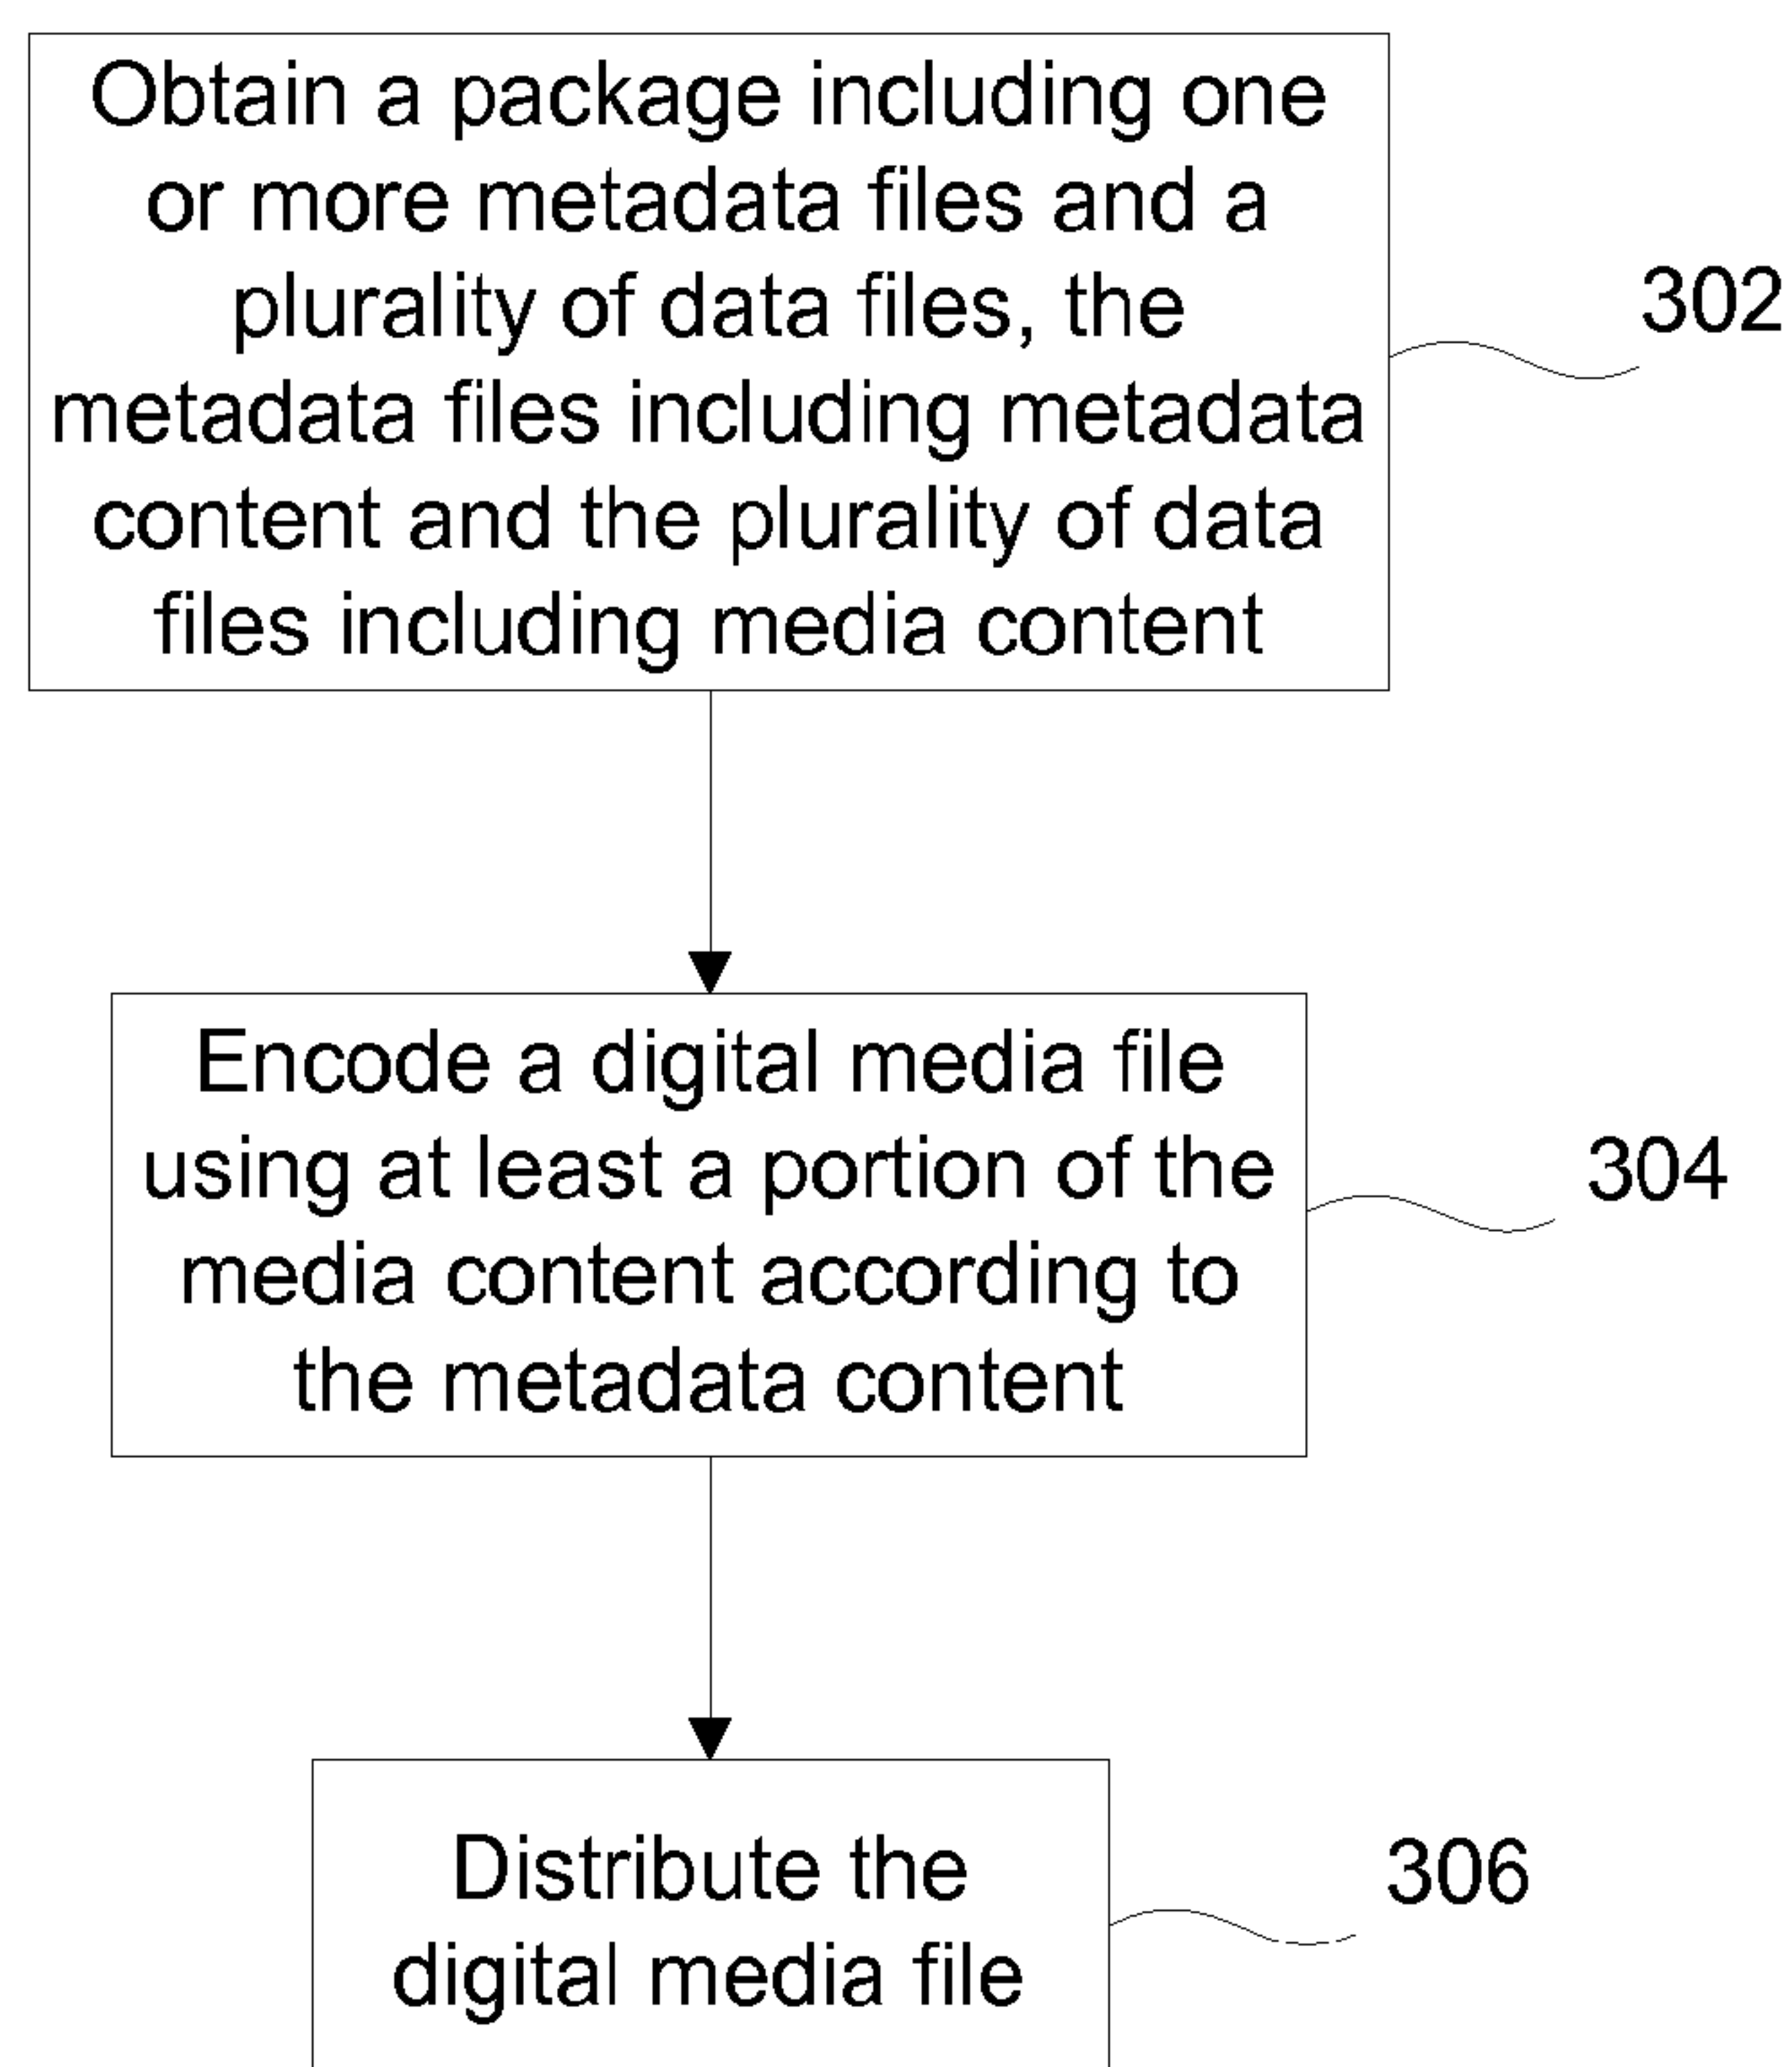 Obtain a package including one
or more metadata files and a
plurality of data files, the
metadata files including metadata
content and the plurality of data
files including media content
302
Encode a digital media file
using at least a portion of the
media content according to
the metadata content
304
Distribute the
digital media file
306